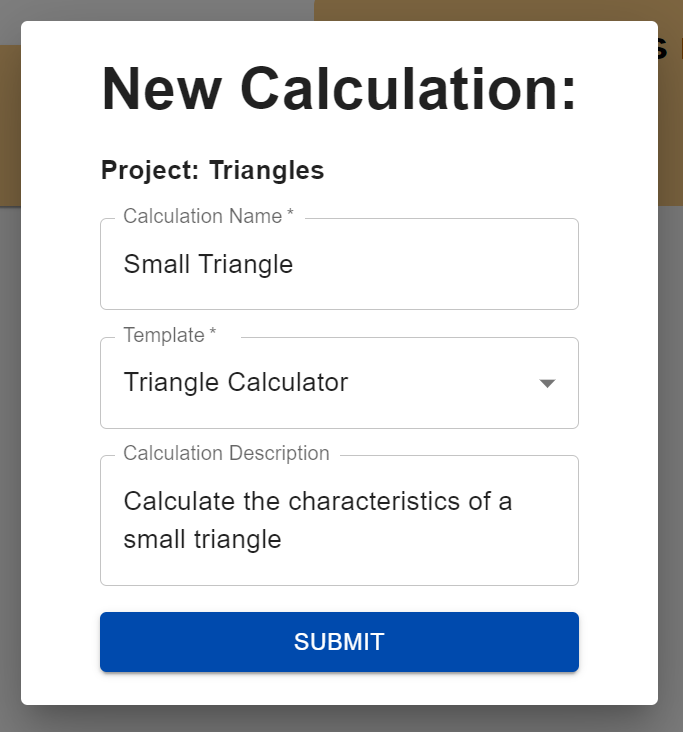 New Calculation:
Project: Triangles
Calculation Name *
Small Triangle
Template *
Triangle Calculator
Calculation Description
Calculate the characteristics of a
small triangle
SUBMIT